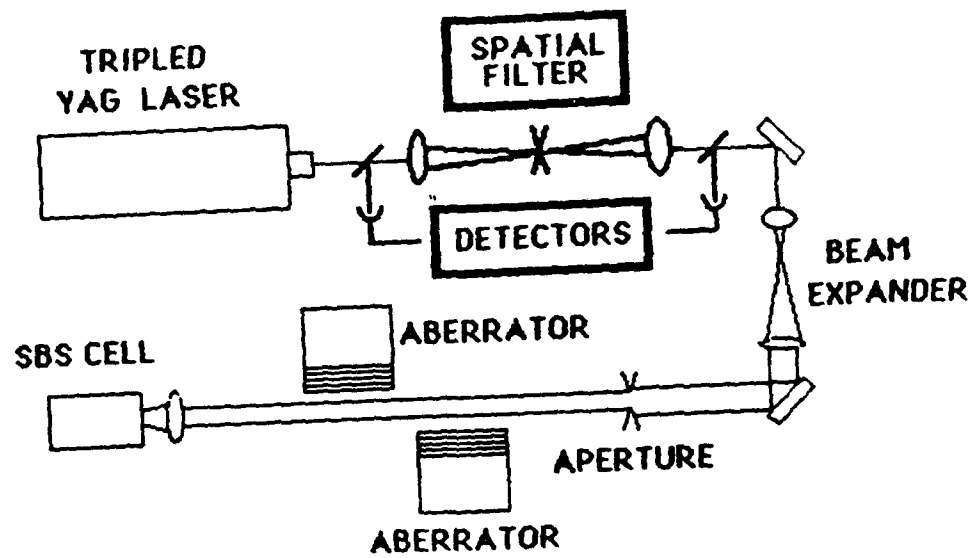 TRIPLED
YAG LASER
SPATIAL
FILTER
DETECTORS
BEAM
EXPANDER
ABERRATOR
SBS CELL
APERTURE
ABERRATOR